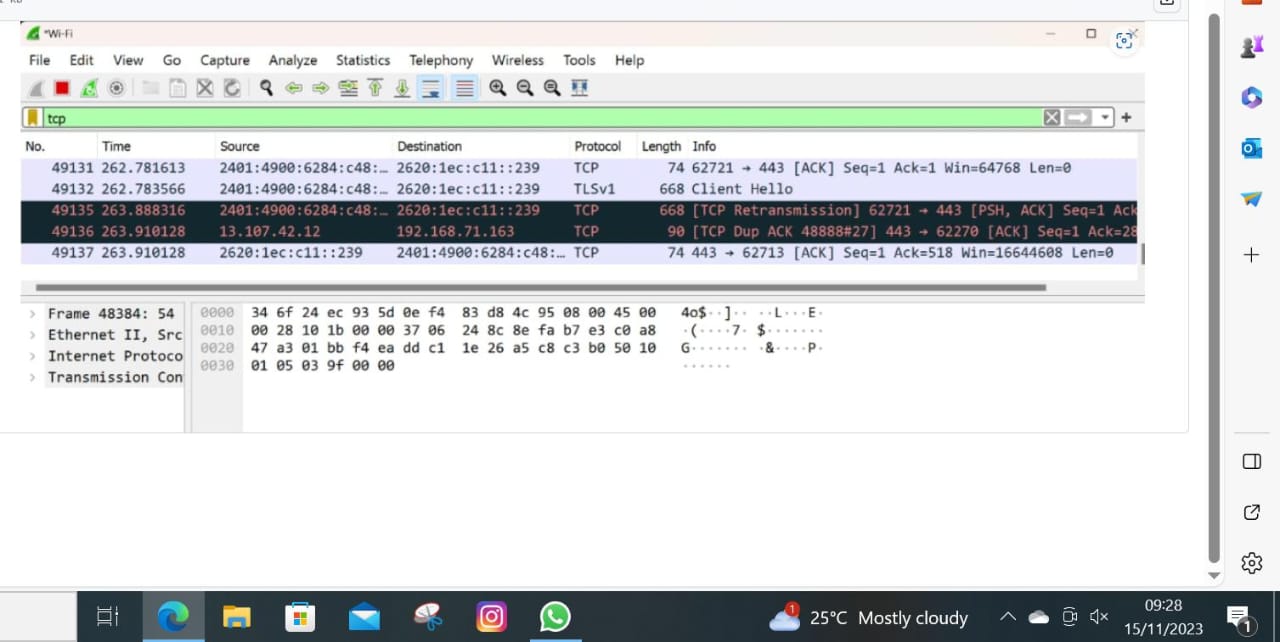 *Wi-Fi
File Edit View Go Capture Analyze Statistics Telephony Wireless Tools Help
tcp
No. Time Source Destination Protocol Length Info
49131 262.781613 2401:4900:6284:c48:… 2620:1ec:c11::239 TCP 74 62721 → 443 [ACK] Seq=1 Ack=1 Win=64768 Len=0
49132 262.783566 2401:4900:6284:c48:… 2620:1ec:c11::239 TLSv1 668 Client Hello
49135 263.888316 2401:4900:6284:c48:… 2620:1ec:c11::239 TCP 668 [TCP Retransmission] 62721 → 443 [PSH, ACK] Seq=1 Ack
49136 263.910128 13.107.42.12 192.168.71.163 TCP 90 [TCP Dup ACK 48888#27] 443 → 62270 [ACK] Seq=1 Ack=28
49137 263.910128 2620:1ec:c11::239 2401:4900:6284:c48:… TCP 74 443 → 62713 [ACK] Seq=1 Ack=518 Win=16644608 Len=0
Frame 48384: 54 0000 34 6f 24 ec 93 5d 0e f4 83 d8 4c 95 08 00 45 00 4o$··]·· ··L···E·
Ethernet II, Src 0010 00 28 10 1b 00 00 37 06 24 8c 8e fa b7 e3 c0 a8 ·(····7· $·······
Internet Protoco 0020 47 a3 01 bb f4 ea dd c1 1e 26 a5 c8 c3 b0 50 10 G······· ·&····P·
Transmission Con 0030 01 05 03 9f 00 00 ······
1 25°C Mostly cloudy 09:28
15/11/2023 1